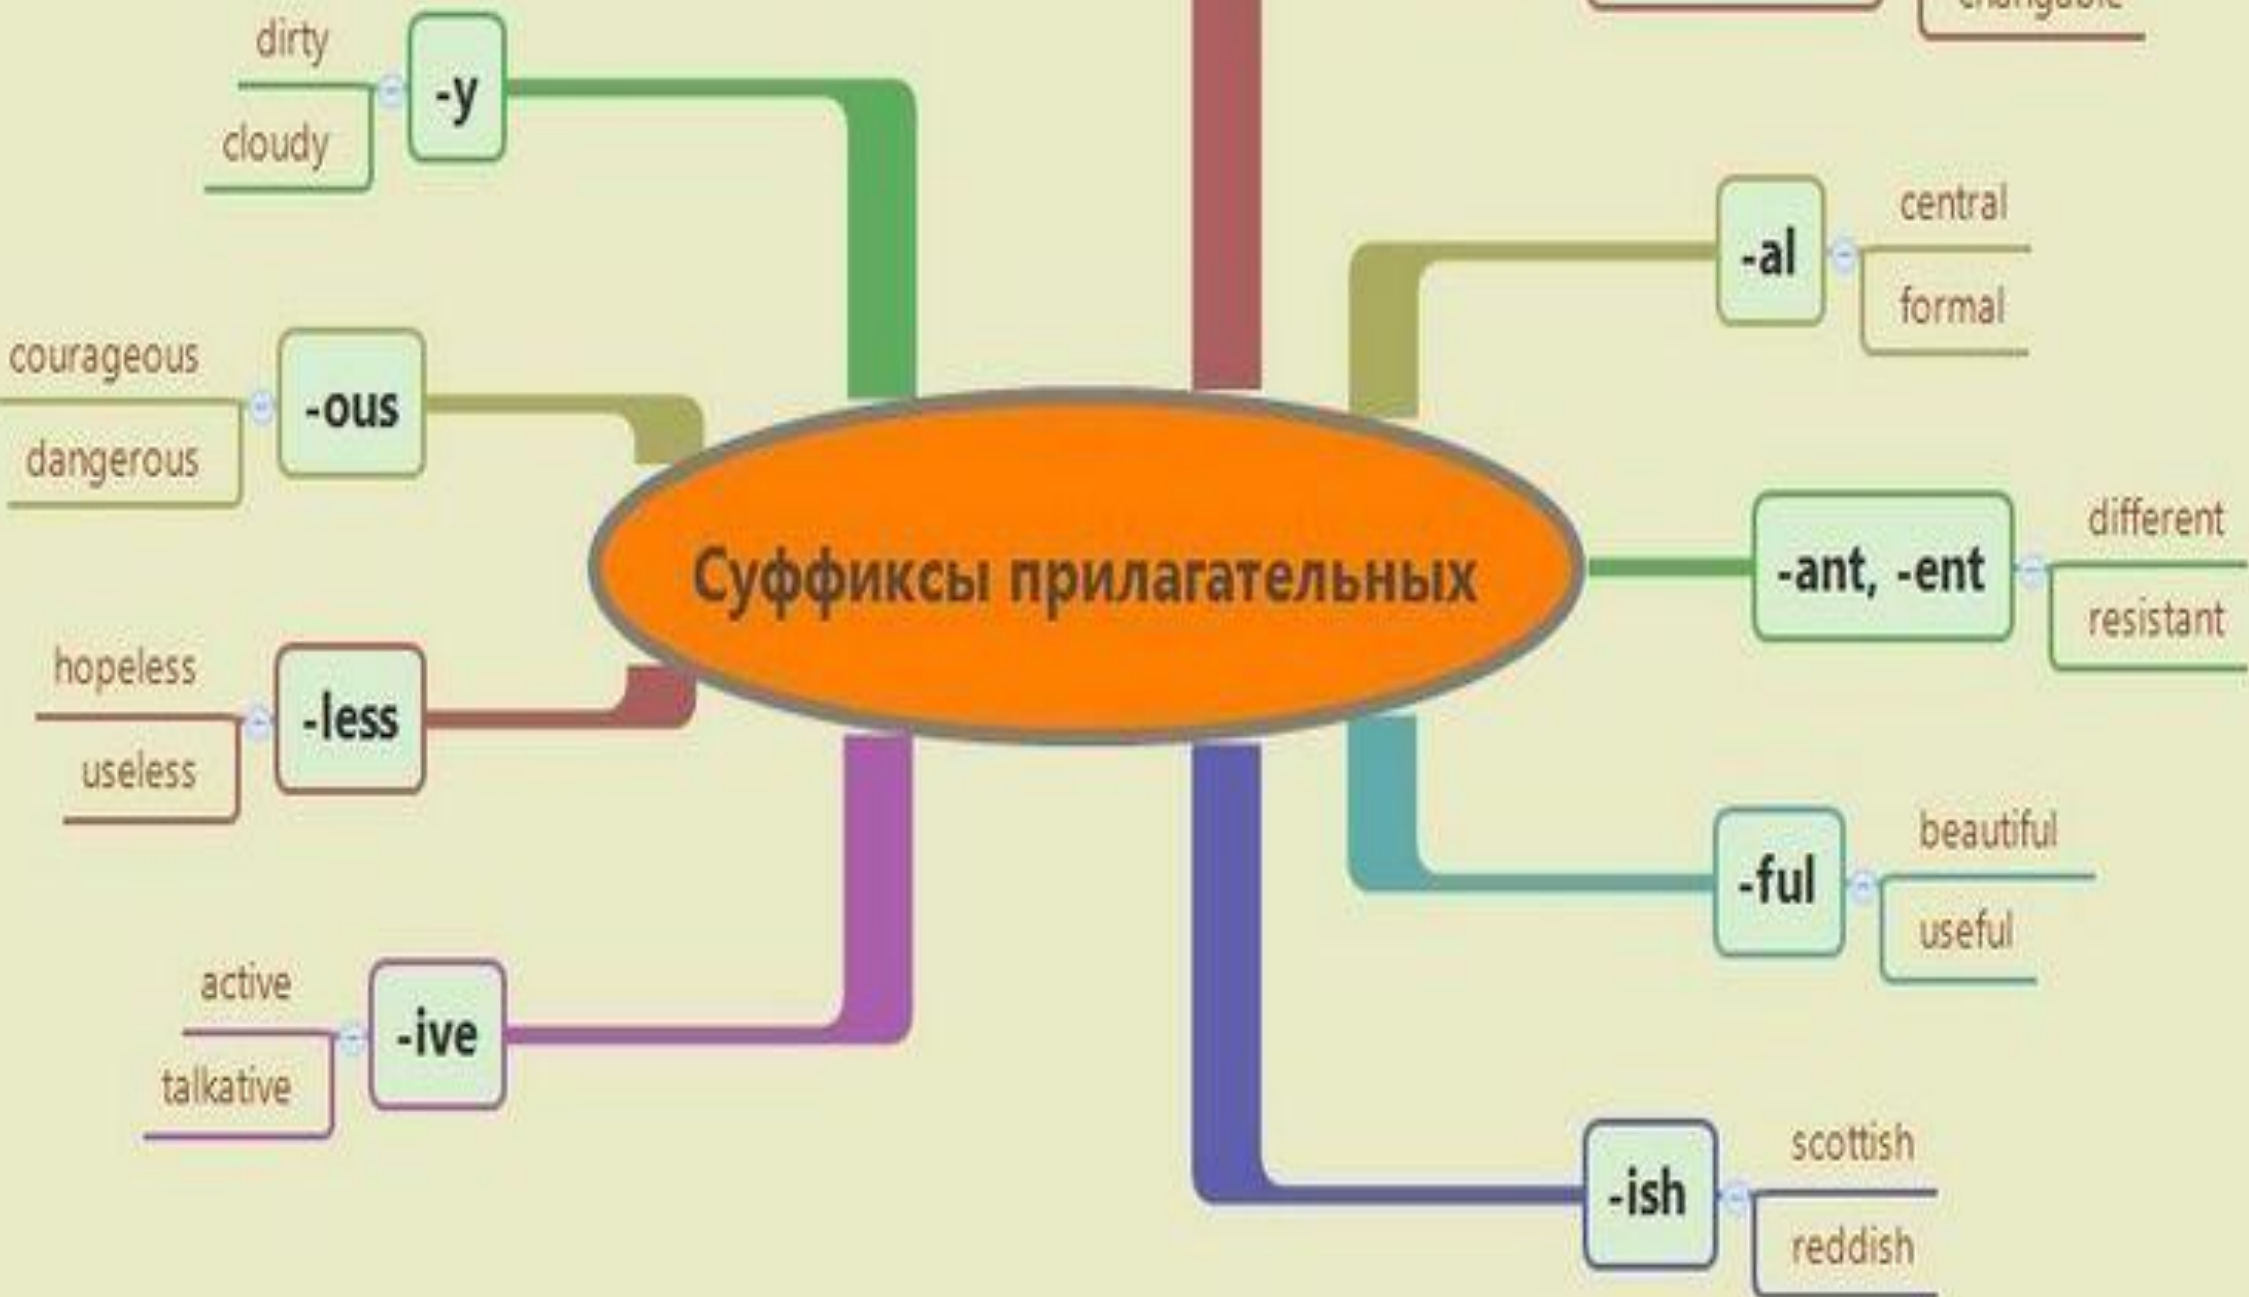 dirty
-y
cloudy
courageous
-ous
dangerous
hopeless
-less
useless
active
-ive
talkative
Суффиксы прилагательных
central
-al
formal
different
-ant, -ent
resistant
beautiful
-ful
useful
scottish
-ish
reddish